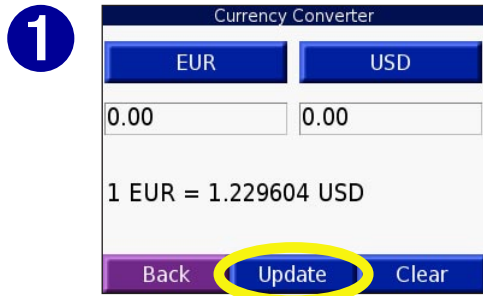 1
Currency Converter
EUR USD
0.00 0.00
1 EUR = 1.229604 USD
Back Update Clear